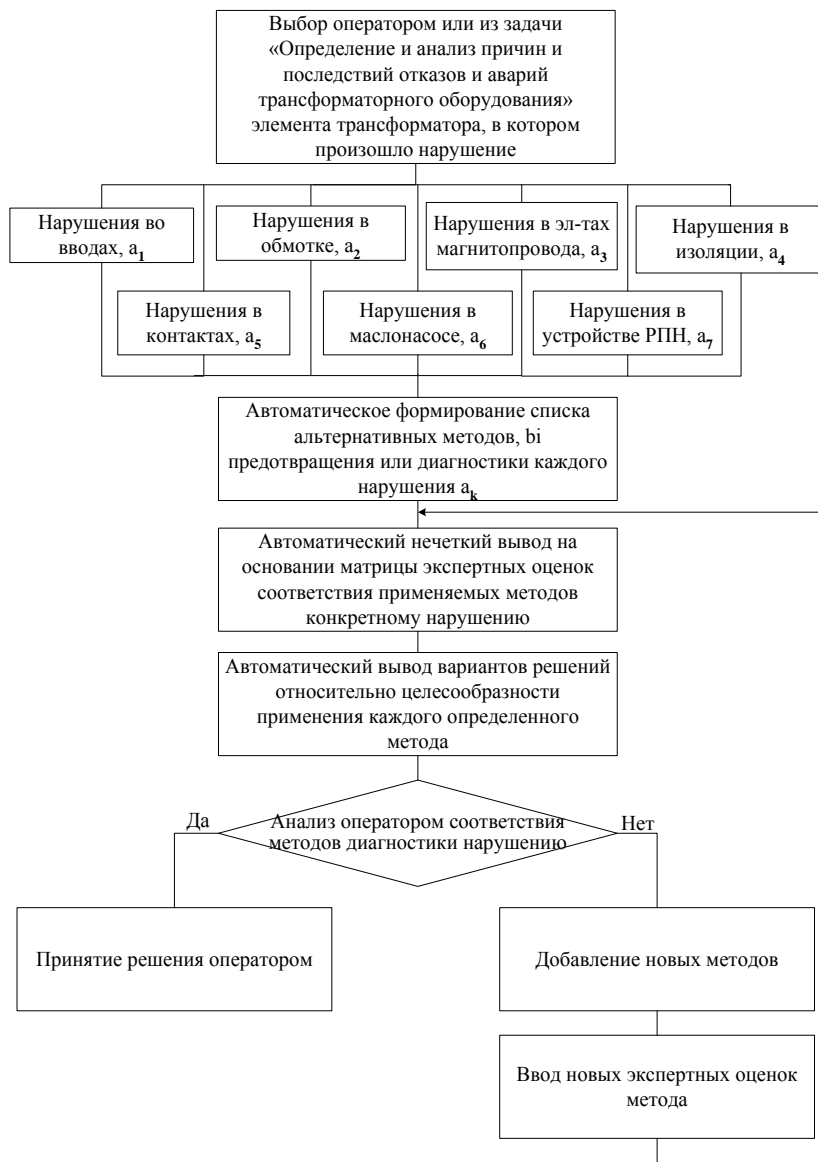 Выбор оператором или из задачи
«Определение и анализ причин и
последствий отказов и аварий
трансформаторного оборудования»
элемента трансформатора, в котором
произошло нарушение
Нарушения во
вводах, a1
Нарушения в
обмотке, a2
Нарушения в эл-тах
магнитопровода, a3
Нарушения в
изоляции, a4
Нарушения в
контактах, a5
Нарушения в
маслонасосе, a6
Нарушения в
устройстве РПН, a7
Автоматическое формирование списка
альтернативных методов, bi
предотвращения или диагностики каждого
нарушения ak
Автоматический нечеткий вывод на
основании матрицы экспертных оценок
соответствия применяемых методов
конкретному нарушению
Автоматический вывод вариантов решений
относительно целесообразности
применения каждого определенного
метода
Да
Анализ оператором соответствия
методов диагностики нарушению
Нет
Принятие решения оператором
Добавление новых методов
Ввод новых экспертных оценок
метода